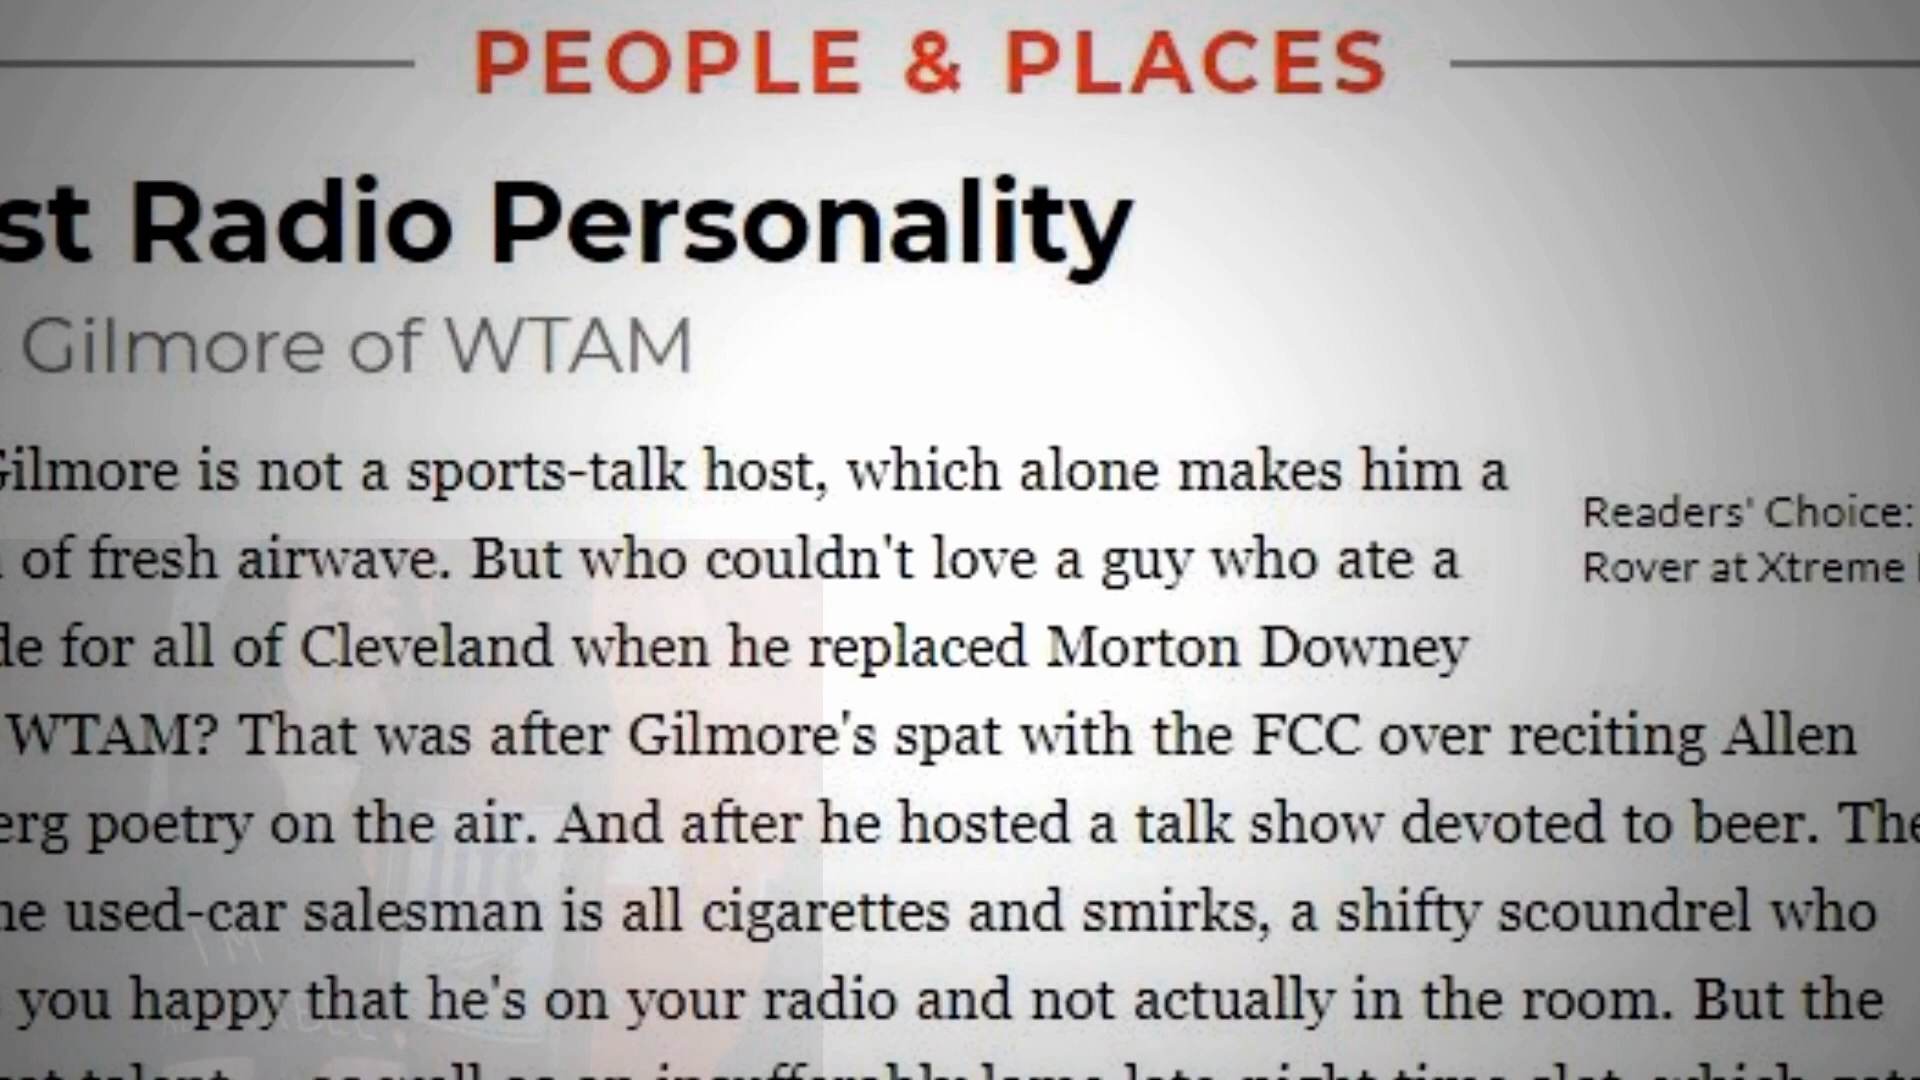 PEOPLE & PLACES
st Radio Personality
Gilmore of WTAM
Gilmore is not a sports-talk host, which alone makes him a
of fresh airwave. But who couldn't love a guy who ate a
Readers' Choice:
Rover at Xtreme
de for all of Cleveland when he replaced Morton Downey
WTAM? That was after Gilmore's spat with the FCC over reciting Allen
erg poetry on the air. And after he hosted a talk show devoted to beer. The
ne used-car salesman is all cigarettes and smirks, a shifty scoundrel who
you happy that he's on your radio and not actually in the room. But the
I'M